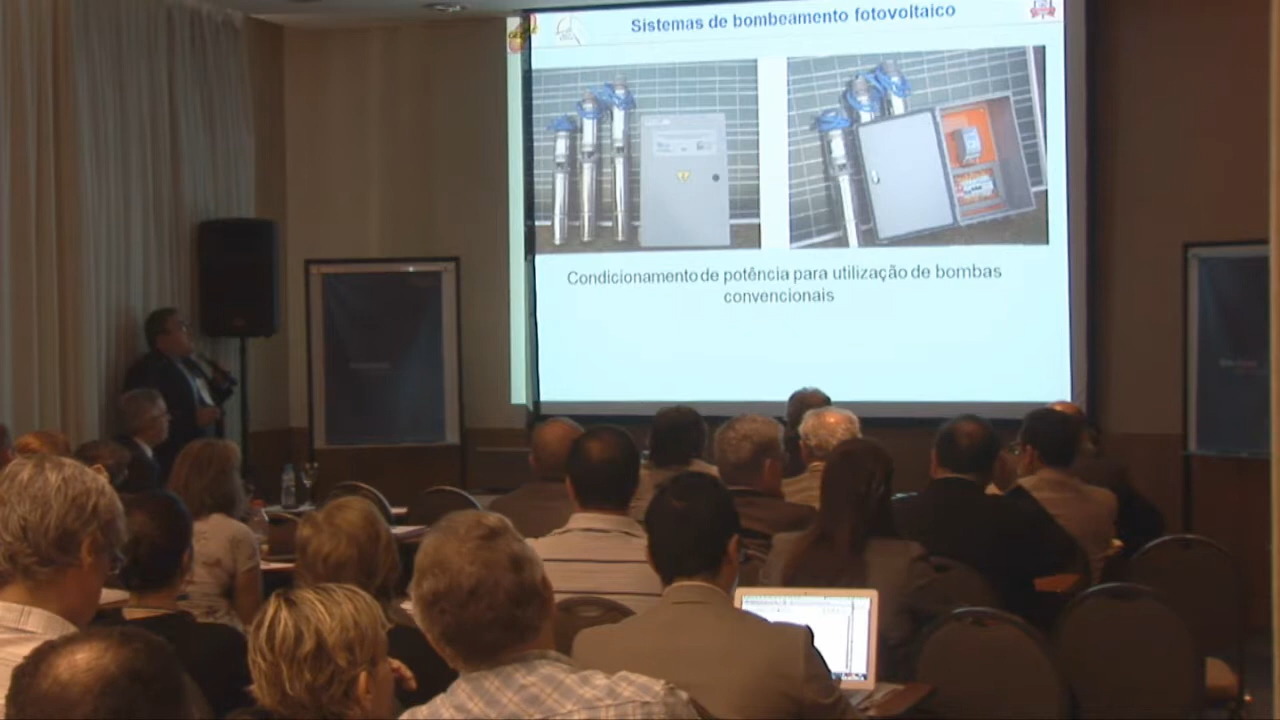 Sistemas de bombeamento fotovoltaico
Condicionamento de potência para utilização de bombas
convencionais